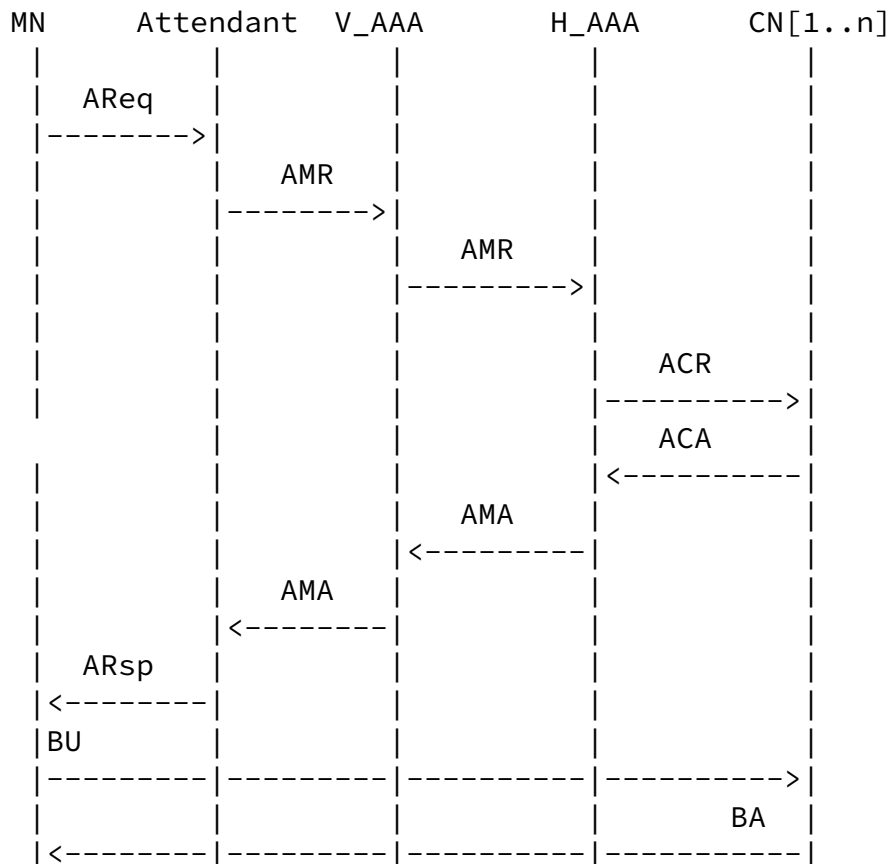 MN Attendant V_AAA H_AAA CN[1..n]
AReq
AMR
AMR
ACR
ACA
AMA
AMA
ARsp
BU
BA